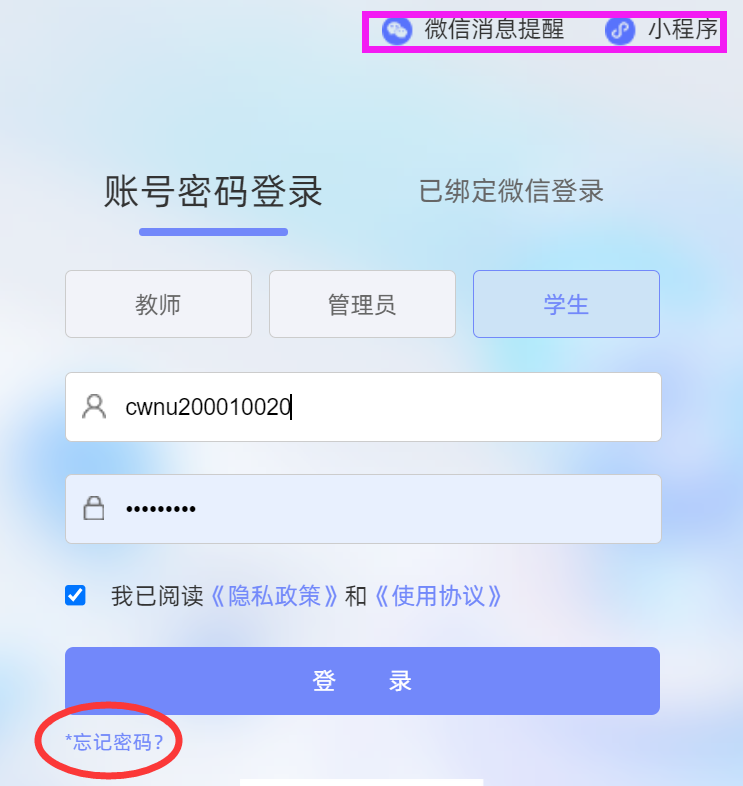 微信消息提醒 小程序
账号密码登录 已绑定微信登录
教师 管理员 学生
cwnu200010020
•••••••••
我已阅读《隐私政策》和《使用协议》
登 录
*忘记密码?